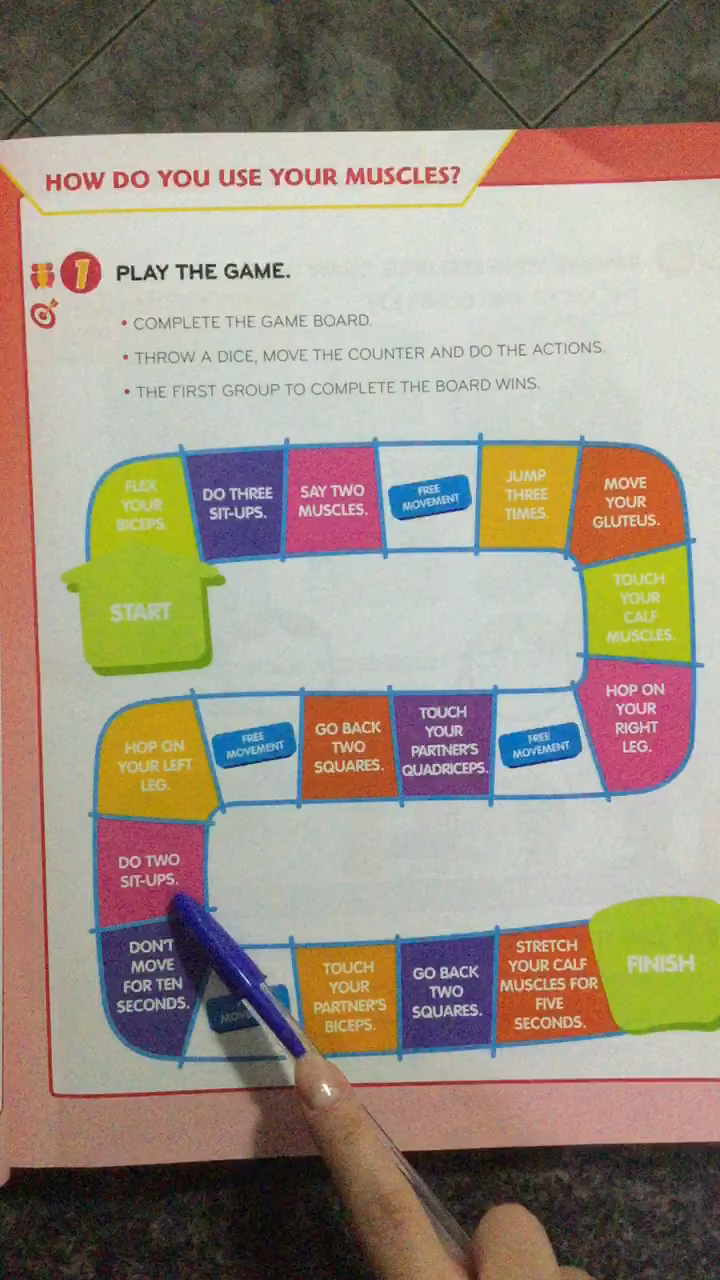 HOW DO YOU USE YOUR MUSCLES?
1 PLAY THE GAME.
• COMPLETE THE GAME BOARD.
• THROW A DICE, MOVE THE COUNTER AND DO THE ACTIONS.
• THE FIRST GROUP TO COMPLETE THE BOARD WINS.
START
FLEX
YOUR
BICEPS.
DO THREE
SIT-UPS.
SAY TWO
MUSCLES.
FREE
MOVEMENT
JUMP
THREE
TIMES.
MOVE
YOUR
GLUTEUS.
TOUCH
YOUR
CALF
MUSCLES.
HOP ON
YOUR
RIGHT
LEG.
FREE
MOVEMENT
TOUCH
YOUR
PARTNER'S
QUADRICEPS.
GO BACK
TWO
SQUARES.
FREE
MOVEMENT
HOP ON
YOUR LEFT
LEG.
DO TWO
SIT-UPS.
DON'T
MOVE
FOR TEN
SECONDS.
TOUCH
YOUR
PARTNER'S
BICEPS.
GO BACK
TWO
SQUARES.
STRETCH
YOUR CALF
MUSCLES FOR
FIVE
SECONDS.
FINISH